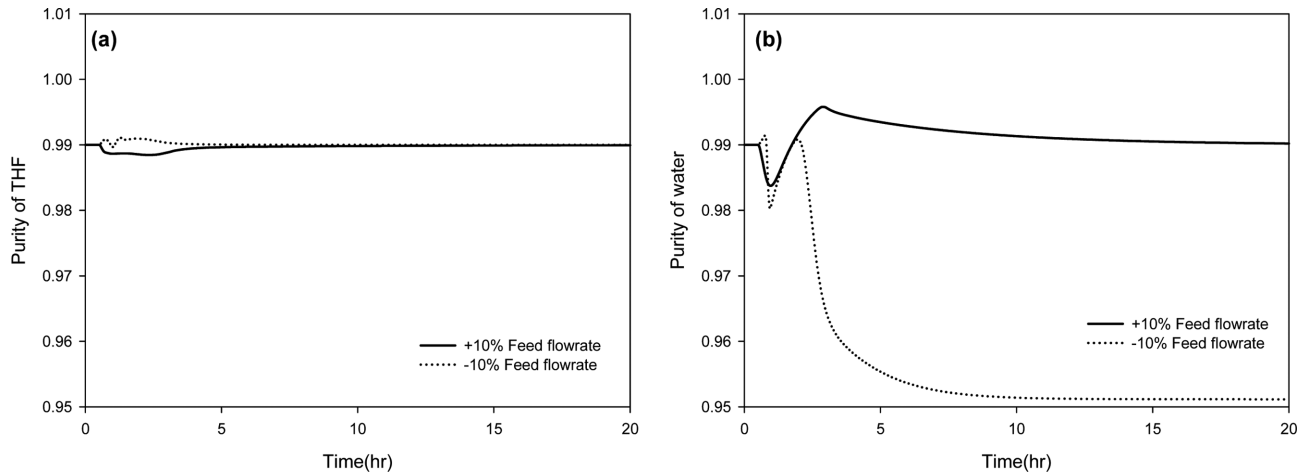 (a)
1.01
1.00
0.99
0.98
0.97
0.96
0.95
Purity of THF
0
5
10
15
20
Time(hr)
+10% Feed flowrate
-10% Feed flowrate
(b)
1.01
1.00
0.99
0.98
0.97
0.96
0.95
Purity of water
0
5
10
15
20
Time(hr)
+10% Feed flowrate
-10% Feed flowrate